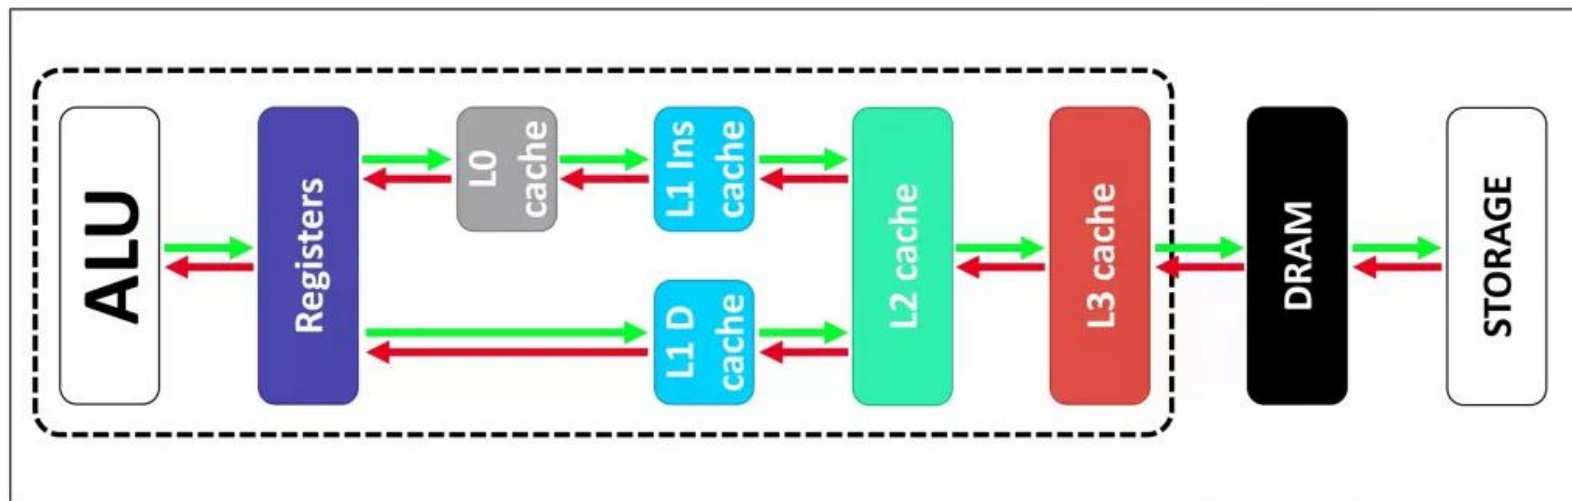 ALU
Registers
L0
cache
L1 Ins
cache
L1 D
cache
L2 cache
L3 cache
DRAM
STORAGE